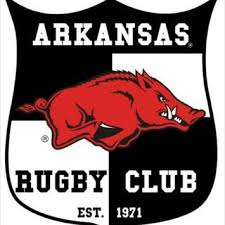 ARKANSAS®
®
RUGBY CLUB
EST. 1971